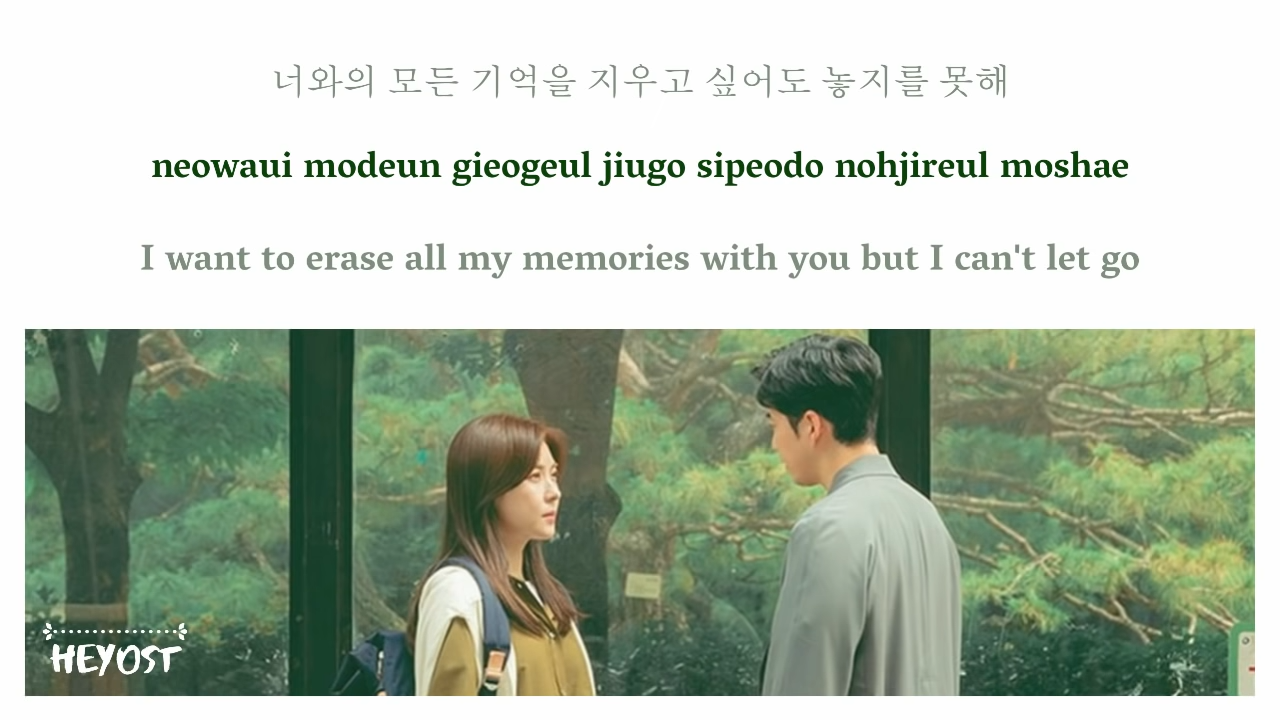 너와의 모든 기억을 지우고 싶어도 놓지를 못해
neowaui modeun gieogeul jiugo sipeodo nohjireul moshae
I want to erase all my memories with you but I can't let go
HEYOST